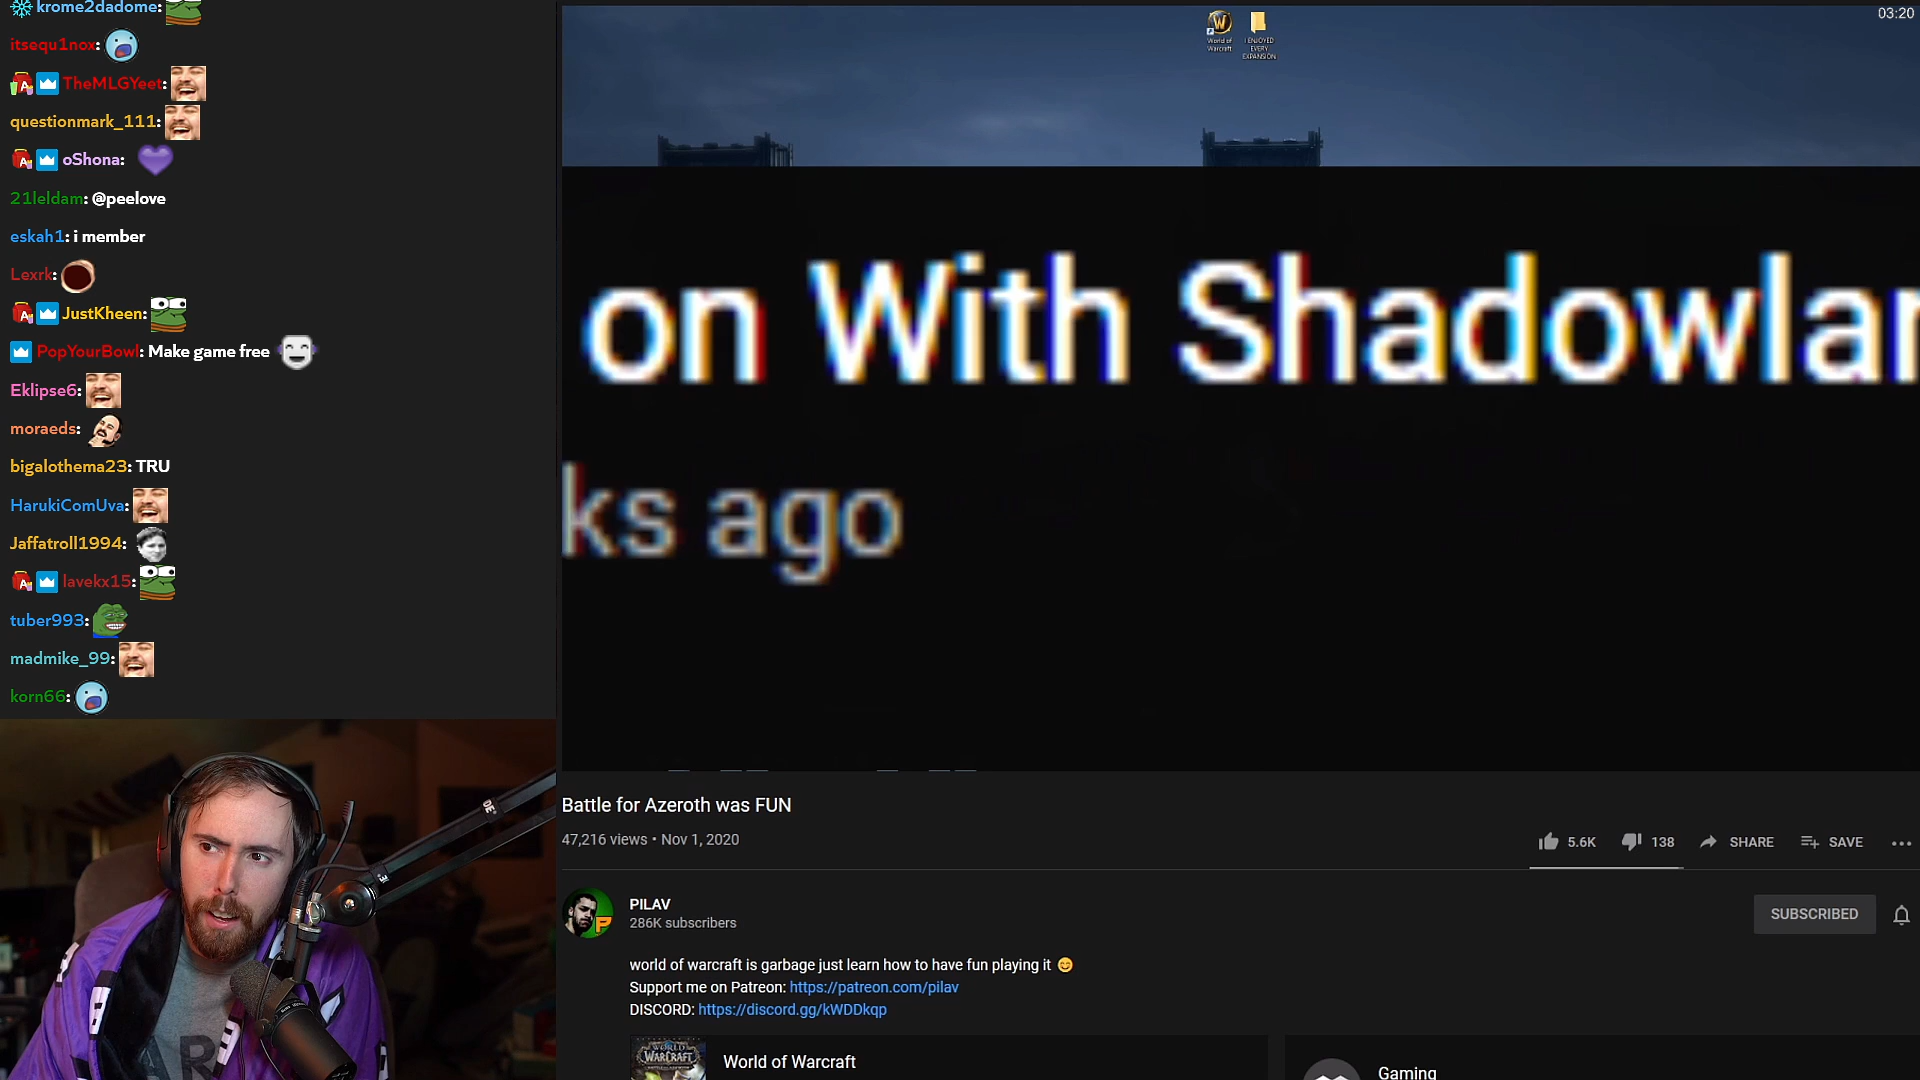 krome2dadome:
itsequ1nox:
TheMLGYeet:
questionmark_111:
oShona:
21leldam: @peelove
eskah1: i member
Lexrk:
JustKheen:
PopYourBowl: Make game free
Eklipse6:
moraeds:
bigalothema23: TRU
HarukiComUva:
Jaffatroll1994:
lavekx15:
tuber993:
madmike_99:
korn66:
03:20
World of
Warcraft
I ENJOYED
EVERY
EXPANSION
on With Shadowlan
ks ago
Battle for Azeroth was FUN
47,216 views • Nov 1, 2020
5.6K 138 SHARE SAVE
PILAV
286K subscribers
SUBSCRIBED
world of warcraft is garbage just learn how to have fun playing it 😊
Support me on Patreon: https://patreon.com/pilav
DISCORD: https://discord.gg/kWDDkqp
WORLD
WARCRAFT
World of Warcraft
Gaming